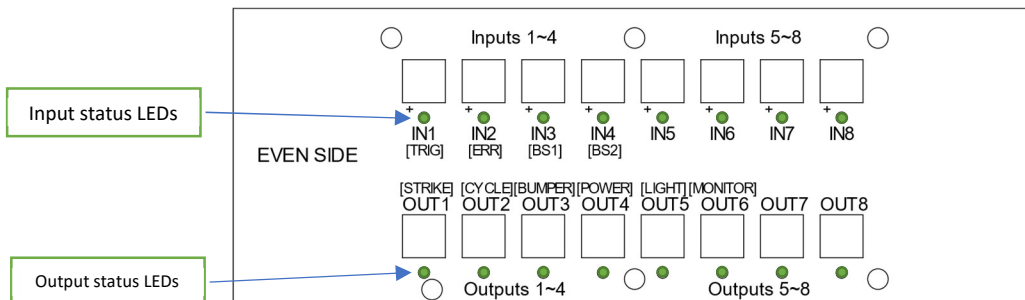 Inputs 1~4 Inputs 5~8
Input status LEDs
+ + + + + + + +
IN1 IN2 IN3 IN4 IN5 IN6 IN7 IN8
[TRIG] [ERR] [BS1] [BS2]
EVEN SIDE
[STRIKE] [CYCLE] [BUMPER] [POWER] [LIGHT] [MONITOR]
OUT1 OUT2 OUT3 OUT4 OUT5 OUT6 OUT7 OUT8
Output status LEDs
Outputs 1~4 Outputs 5~8